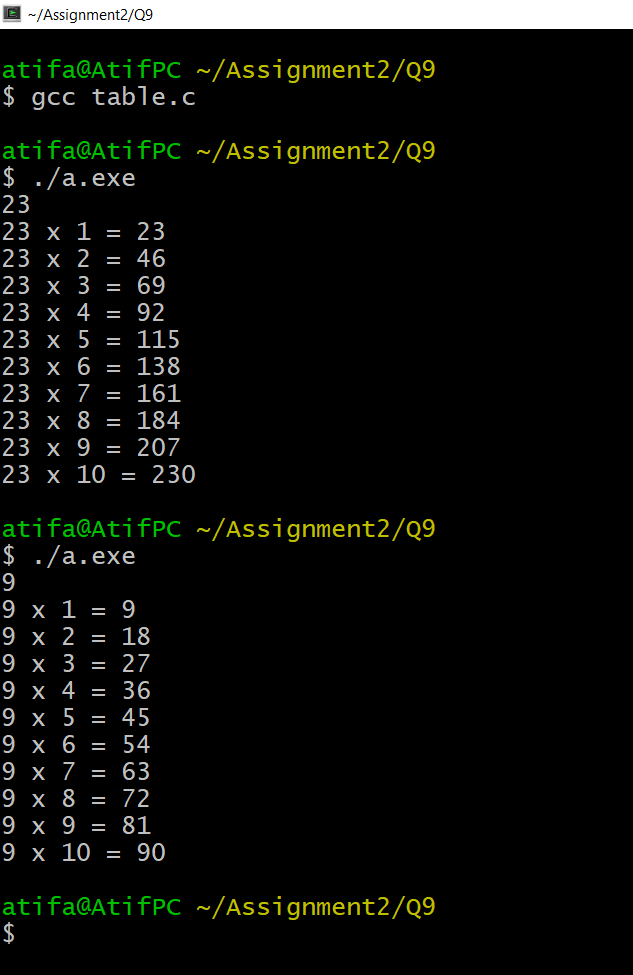 ~/Assignment2/Q9
atifa@AtifPC ~/Assignment2/Q9
$ gcc table.c
atifa@AtifPC ~/Assignment2/Q9
$ ./a.exe
23
23 x 1 = 23
23 x 2 = 46
23 x 3 = 69
23 x 4 = 92
23 x 5 = 115
23 x 6 = 138
23 x 7 = 161
23 x 8 = 184
23 x 9 = 207
23 x 10 = 230
atifa@AtifPC ~/Assignment2/Q9
$ ./a.exe
9
9 x 1 = 9
9 x 2 = 18
9 x 3 = 27
9 x 4 = 36
9 x 5 = 45
9 x 6 = 54
9 x 7 = 63
9 x 8 = 72
9 x 9 = 81
9 x 10 = 90
atifa@AtifPC ~/Assignment2/Q9
$